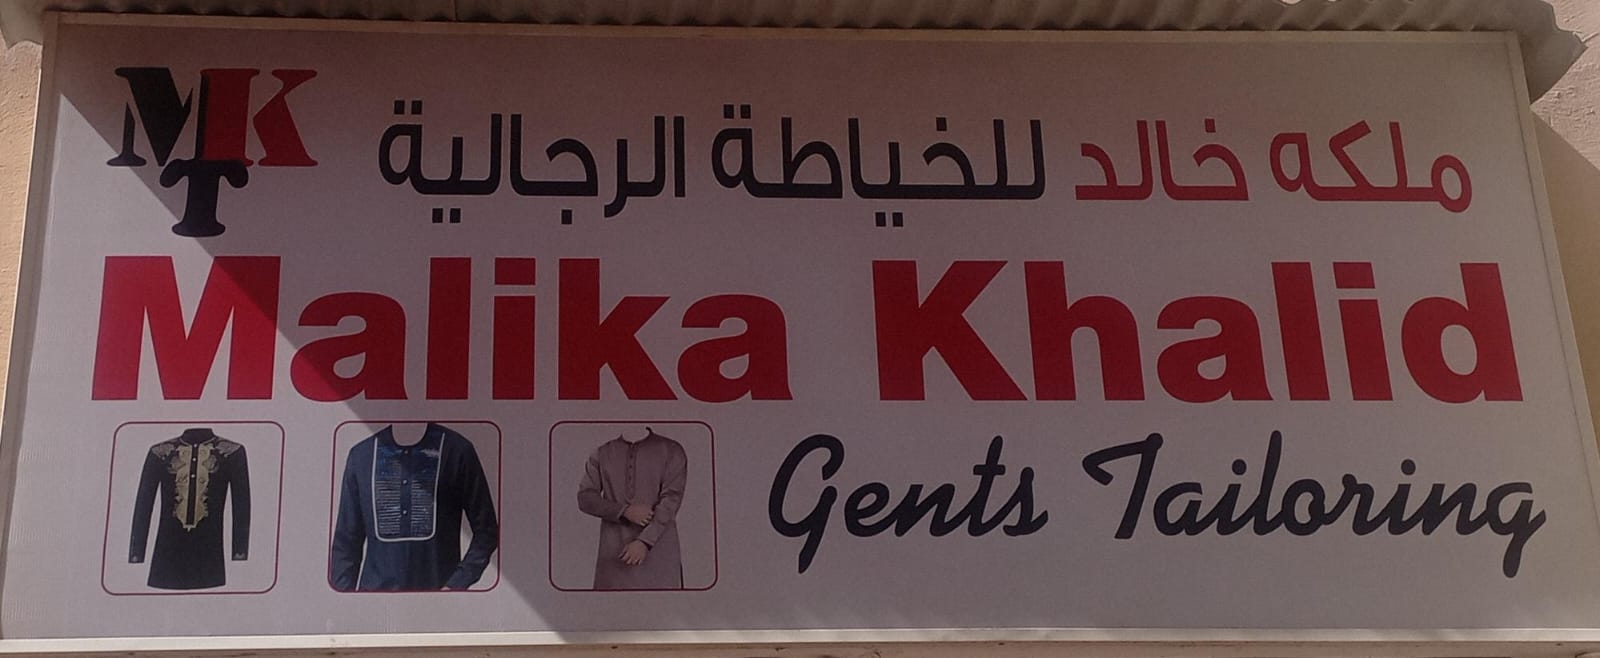 MKT
ملكه خالد للخياطة الرجالية
Malika Khalid
Gents Tailoring